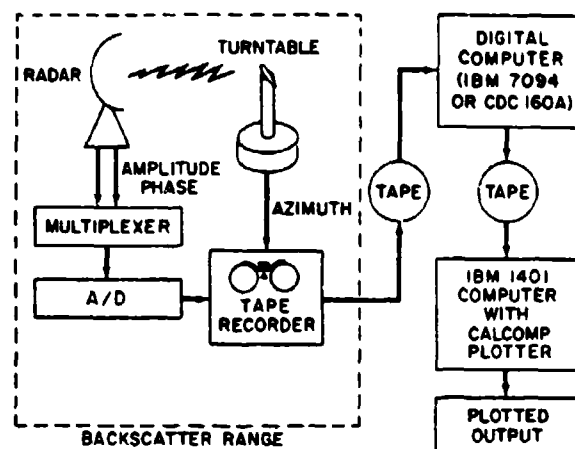 RADAR
TURNTABLE
AMPLITUDE
PHASE
MULTIPLEXER
A/D
AZIMUTH
TAPE
RECORDER
BACKSCATTER RANGE
TAPE
DIGITAL
COMPUTER
(IBM 7094
OR CDC 160A)
TAPE
IBM 1401
COMPUTER
WITH
CALCOMP
PLOTTER
PLOTTED
OUTPUT